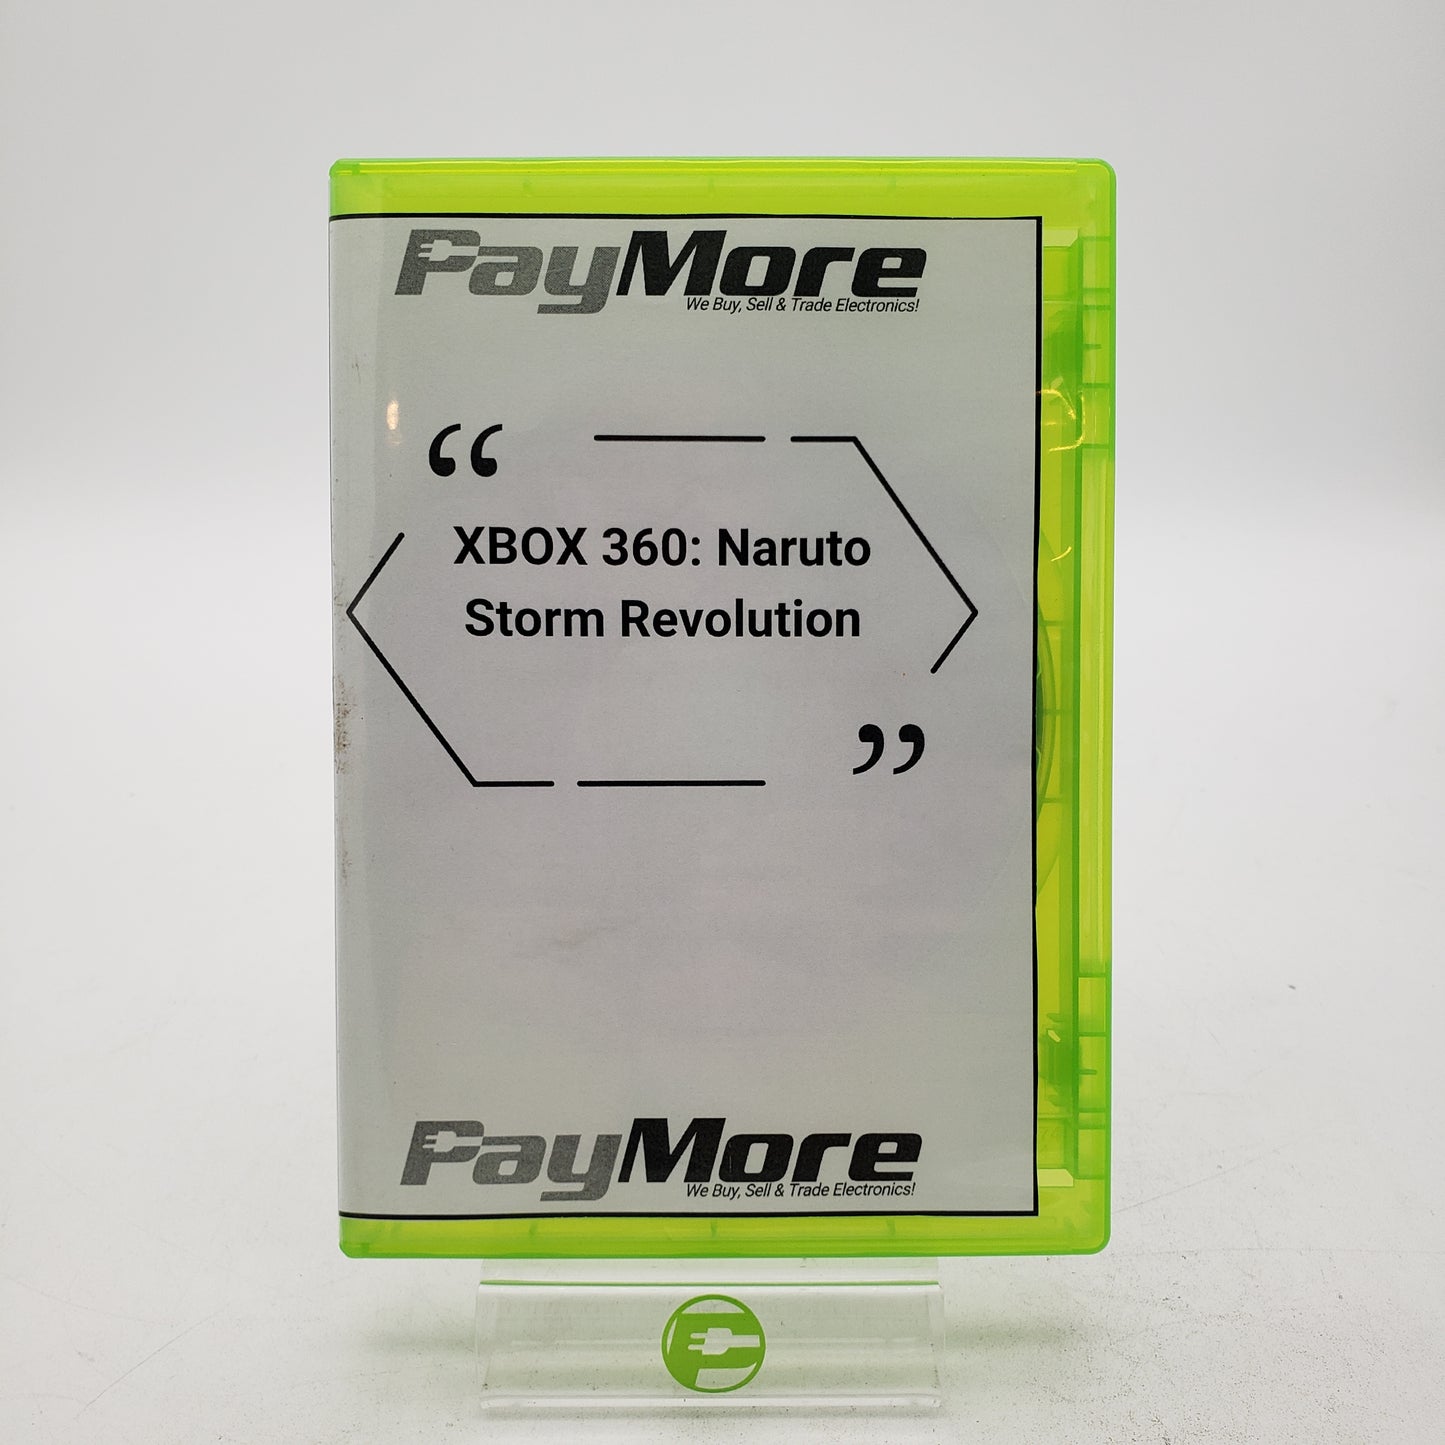 PayMore
We Buy, Sell & Trade Electronics!
“
XBOX 360: Naruto
Storm Revolution
”
PayMore
We Buy, Sell & Trade Electronics!